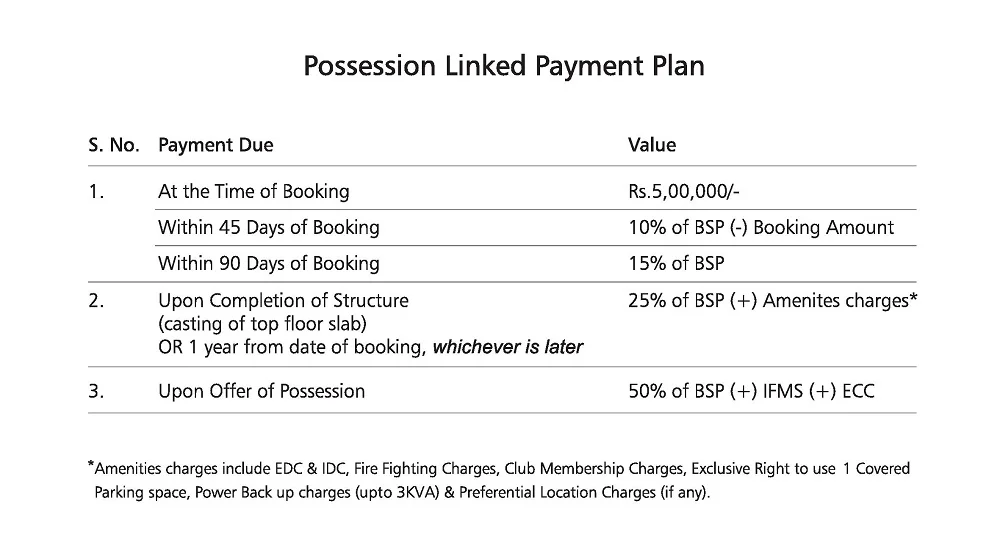 Possession Linked Payment Plan
S. No. Payment Due Value
1. At the Time of Booking Rs.5,00,000/-
Within 45 Days of Booking 10% of BSP (-) Booking Amount
Within 90 Days of Booking 15% of BSP
2. Upon Completion of Structure 25% of BSP (+) Amenites charges*
(casting of top floor slab)
OR 1 year from date of booking, whichever is later
3. Upon Offer of Possession 50% of BSP (+) IFMS (+) ECC
*Amenities charges include EDC & IDC, Fire Fighting Charges, Club Membership Charges, Exclusive Right to use 1 Covered
Parking space, Power Back up charges (upto 3KVA) & Preferential Location Charges (if any).